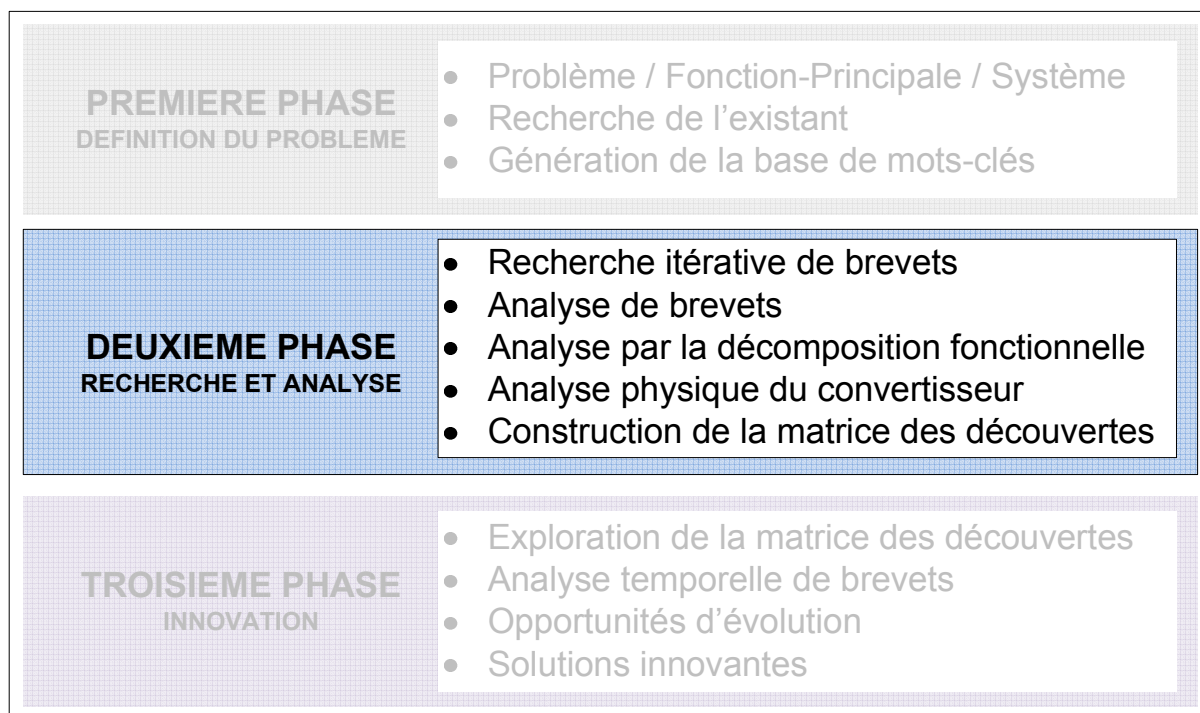 PREMIERE PHASE
DEFINITION DU PROBLEME
• Problème / Fonction-Principale / Système
• Recherche de l’existant
• Génération de la base de mots-clés
DEUXIEME PHASE
RECHERCHE ET ANALYSE
• Recherche itérative de brevets
• Analyse de brevets
• Analyse par la décomposition fonctionnelle
• Analyse physique du convertisseur
• Construction de la matrice des découvertes
TROISIEME PHASE
INNOVATION
• Exploration de la matrice des découvertes
• Analyse temporelle de brevets
• Opportunités d’évolution
• Solutions innovantes